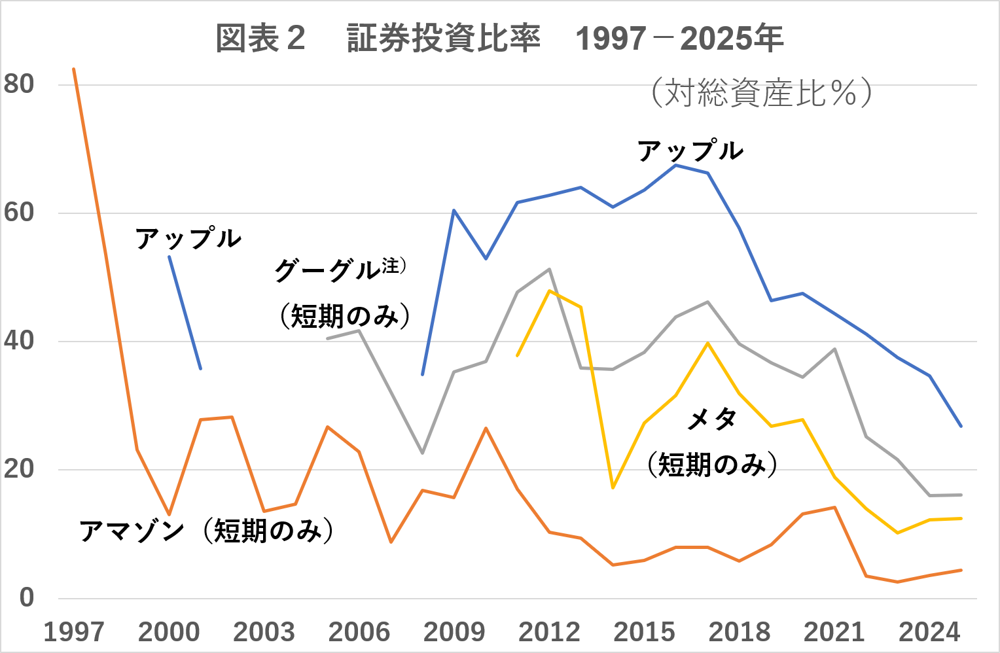 図表２　証券投資比率　1997－2025年
（対総資産比％）
80
60
40
20
0
アップル
アップル
グーグル注）
（短期のみ）
メタ
（短期のみ）
アマゾン（短期のみ）
1997 2000 2003 2006 2009 2012 2015 2018 2021 2024